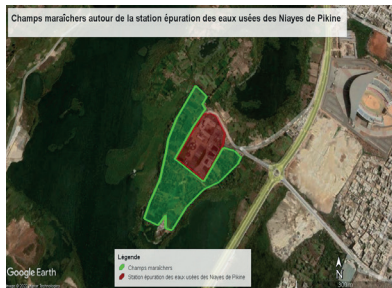 Champs maraîchers autour de la station épuration des eaux usées des Niayes de Pikine
Légende
Champs maraîchers
Station épuration des eaux usées des Niayes de Pikine
Google Earth
N